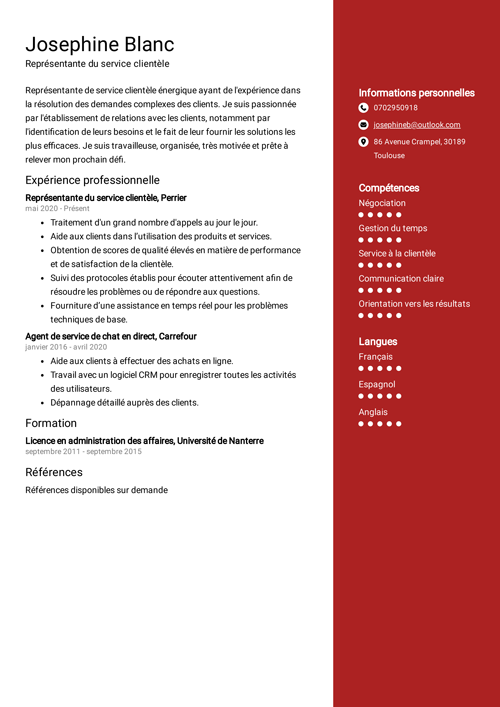 Josephine Blanc
Représentante du service clientèle
Représentante de service clientèle énergique ayant de l'expérience dans
la résolution des demandes complexes des clients. Je suis passionnée
par l'établissement de relations avec les clients, notamment par
l'identification de leurs besoins et le fait de leur fournir les solutions les
plus efficaces. Je suis travailleuse, organisée, très motivée et prête à
relever mon prochain défi.
Expérience professionnelle
Représentante du service clientèle, Perrier
mai 2020 - Présent
• Traitement d'un grand nombre d'appels au jour le jour.
• Aide aux clients dans l'utilisation des produits et services.
• Obtention de scores de qualité élevés en matière de performance
et de satisfaction de la clientèle.
• Suivi des protocoles établis pour écouter attentivement afin de
résoudre les problèmes ou de répondre aux questions.
• Fourniture d'une assistance en temps réel pour les problèmes
techniques de base.
Agent de service de chat en direct, Carrefour
janvier 2016 - avril 2020
• Aide aux clients à effectuer des achats en ligne.
• Travail avec un logiciel CRM pour enregistrer toutes les activités
des utilisateurs.
• Dépannage détaillé auprès des clients.
Formation
Licence en administration des affaires, Université de Nanterre
septembre 2011 - septembre 2015
Références
Références disponibles sur demande
Informations personnelles
0702950918
josephineb@outlook.com
86 Avenue Crampel, 30189
Toulouse
Compétences
Négociation
Gestion du temps
Service à la clientèle
Communication claire
Orientation vers les résultats
Langues
Français
Espagnol
Anglais